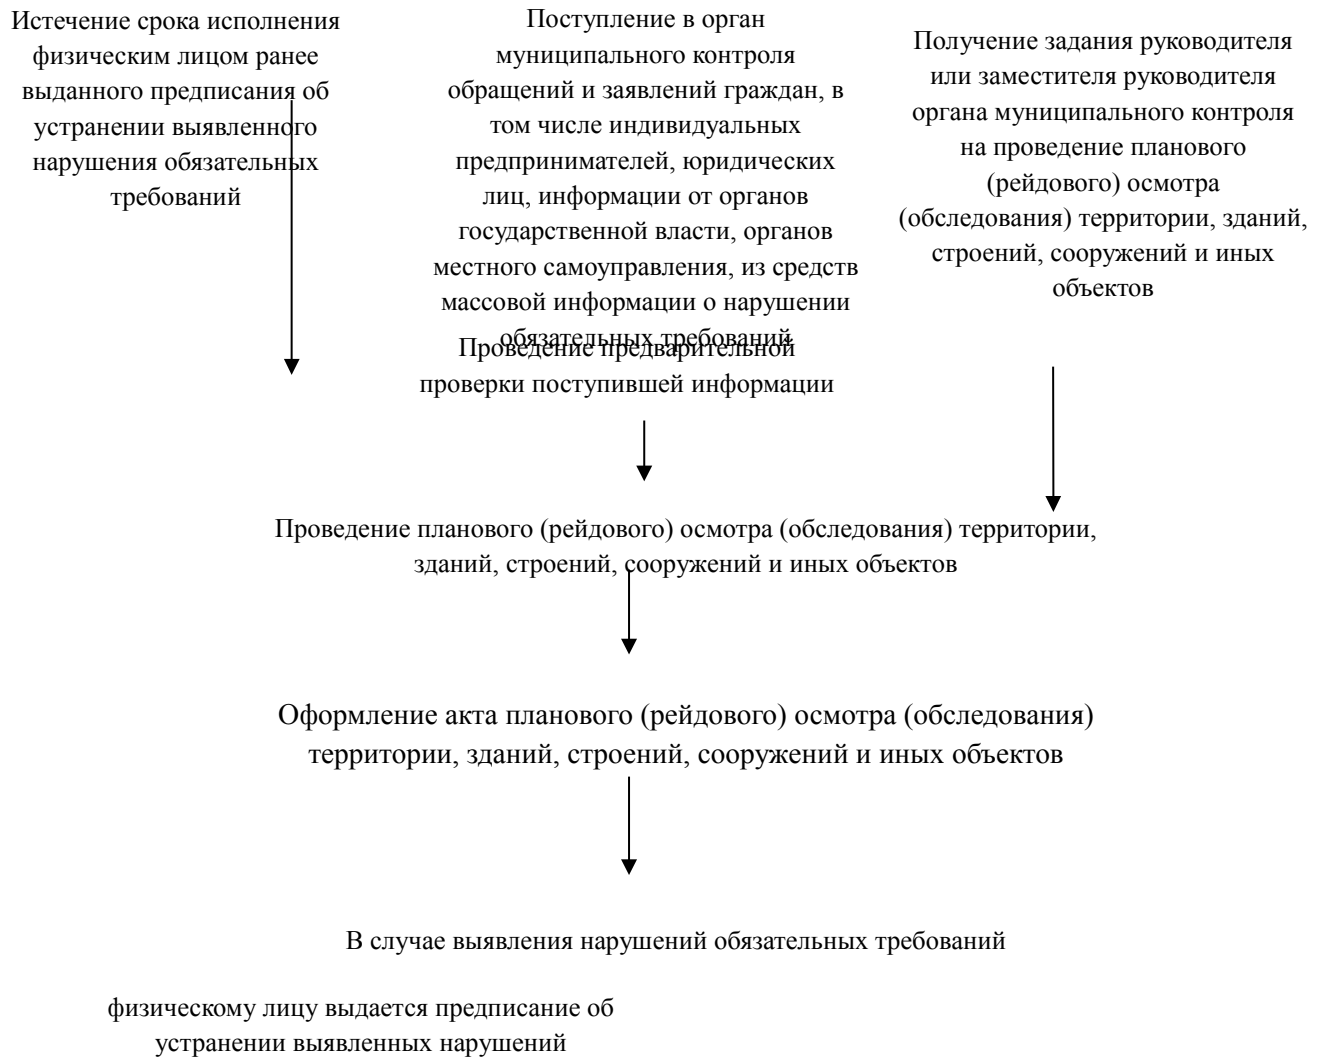 Истечение срока исполнения
физическим лицом ранее
выданного предписания об
устранении выявленного
нарушения обязательных
требований
Поступление в орган
муниципального контроля
обращений и заявлений граждан, в
том числе индивидуальных
предпринимателей, юридических
лиц, информации от органов
государственной власти, органов
местного самоуправления, из средств
массовой информации о нарушении
обязательных требований
Проведение предварительной
проверки поступившей информации
Получение задания руководителя
или заместителя руководителя
органа муниципального контроля
на проведение планового
(рейдового) осмотра
(обследования) территории, зданий,
строений, сооружений и иных
объектов
Проведение планового (рейдового) осмотра (обследования) территории,
зданий, строений, сооружений и иных объектов
Оформление акта планового (рейдового) осмотра (обследования)
территории, зданий, строений, сооружений и иных объектов
В случае выявления нарушений обязательных требований
физическому лицу выдается предписание об
устранении выявленных нарушений